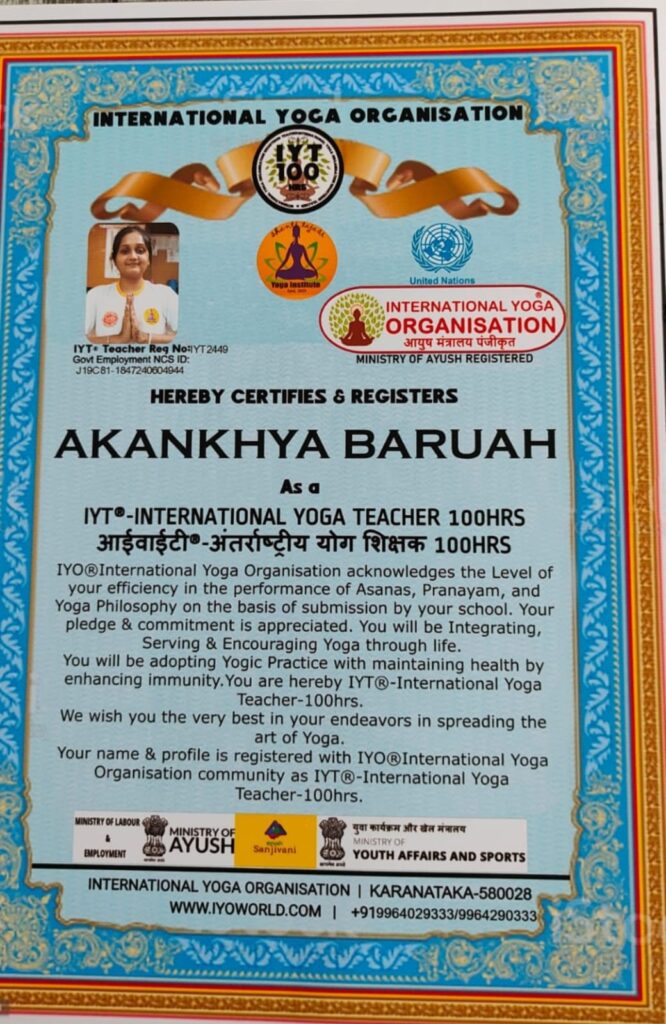 INTERNATIONAL YOGA ORGANISATION
IYT
100
HRS
Yoga Institute
United Nations
INTERNATIONAL YOGA ®
ORGANISATION
आयुष मंत्रालय पंजीकृत
MINISTRY OF AYUSH REGISTERED
IYT® Teacher Reg No:IYT2449
Govt Employment NCS ID:
J19C81-1847240604944
HEREBY CERTIFIES & REGISTERS
AKANKHYA BARUAH
As a
IYT®-INTERNATIONAL YOGA TEACHER 100HRS
आईवाईटी®-अंतर्राष्ट्रीय योग शिक्षक 100HRS
IYO®International Yoga Organisation acknowledges the Level of
your efficiency in the performance of Asanas, Pranayam, and
Yoga Philosophy on the basis of submission by your school. Your
pledge & commitment is appreciated. You will be Integrating,
Serving & Encouraging Yoga through life.
You will be adopting Yogic Practice with maintaining health by
enhancing immunity.You are hereby IYT®-International Yoga
Teacher-100hrs.
We wish you the very best in your endeavors in spreading the
art of Yoga.
Your name & profile is registered with IYO®International Yoga
Organisation community as IYT®-International Yoga
Teacher-100hrs.
MINISTRY OF LABOUR
&
EMPLOYMENT
MINISTRY OF
AYUSH
Sanjivani
युवा कार्यक्रम और खेल मंत्रालय
MINISTRY OF
YOUTH AFFAIRS AND SPORTS
INTERNATIONAL YOGA ORGANISATION | KARANATAKA-580028
WWW.IYOWORLD.COM | +919964029333/9964290333